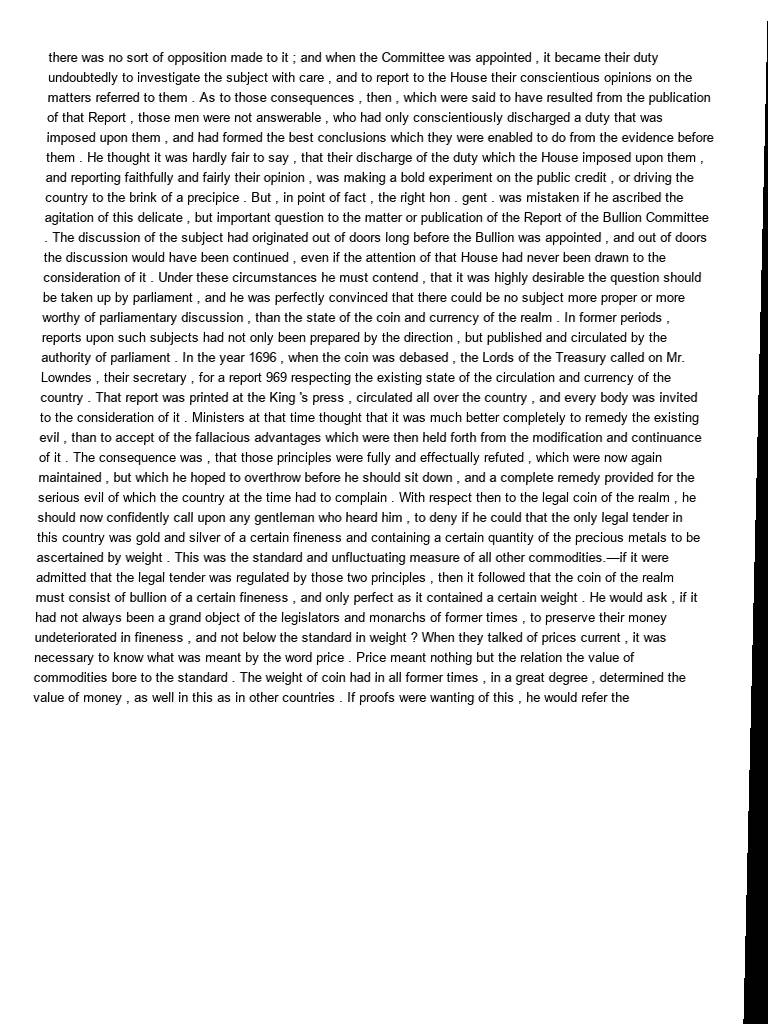 there was no sort of opposition made to it ; and when the Committee was appointed , it became their duty
undoubtedly to investigate the subject with care , and to report to the House their conscientious opinions on the
matters referred to them . As to those consequences , then , which were said to have resulted from the publication
of that Report , those men were not answerable , who had only conscientiously discharged a duty that was
imposed upon them , and had formed the best conclusions which they were enabled to do from the evidence before
them . He thought it was hardly fair to say , that their discharge of the duty which the House imposed upon them ,
and reporting faithfully and fairly their opinion , was making a bold experiment on the public credit , or driving the
country to the brink of a precipice . But , in point of fact , the right hon . gent . was mistaken if he ascribed the
agitation of this delicate , but important question to the matter or publication of the Report of the Bullion Committee
. The discussion of the subject had originated out of doors long before the Bullion was appointed , and out of doors
the discussion would have been continued , even if the attention of that House had never been drawn to the
consideration of it . Under these circumstances he must contend , that it was highly desirable the question should
be taken up by parliament , and he was perfectly convinced that there could be no subject more proper or more
worthy of parliamentary discussion , than the state of the coin and currency of the realm . In former periods ,
reports upon such subjects had not only been prepared by the direction , but published and circulated by the
authority of parliament . In the year 1696 , when the coin was debased , the Lords of the Treasury called on Mr.
Lowndes , their secretary , for a report 969 respecting the existing state of the circulation and currency of the
country . That report was printed at the King 's press , circulated all over the country , and every body was invited
to the consideration of it . Ministers at that time thought that it was much better completely to remedy the existing
evil , than to accept of the fallacious advantages which were then held forth from the modification and continuance
of it . The consequence was , that those principles were fully and effectually refuted , which were now again
maintained , but which he hoped to overthrow before he should sit down , and a complete remedy provided for the
serious evil of which the country at the time had to complain . With respect then to the legal coin of the realm , he
should now confidently call upon any gentleman who heard him , to deny if he could that the only legal tender in
this country was gold and silver of a certain fineness and containing a certain quantity of the precious metals to be
ascertained by weight . This was the standard and unfluctuating measure of all other commodities.—if it were
admitted that the legal tender was regulated by those two principles , then it followed that the coin of the realm
must consist of bullion of a certain fineness , and only perfect as it contained a certain weight . He would ask , if it
had not always been a grand object of the legislators and monarchs of former times , to preserve their money
undeteriorated in fineness , and not below the standard in weight ? When they talked of prices current , it was
necessary to know what was meant by the word price . Price meant nothing but the relation the value of
commodities bore to the standard . The weight of coin had in all former times , in a great degree , determined the
value of money , as well in this as in other countries . If proofs were wanting of this , he would refer the